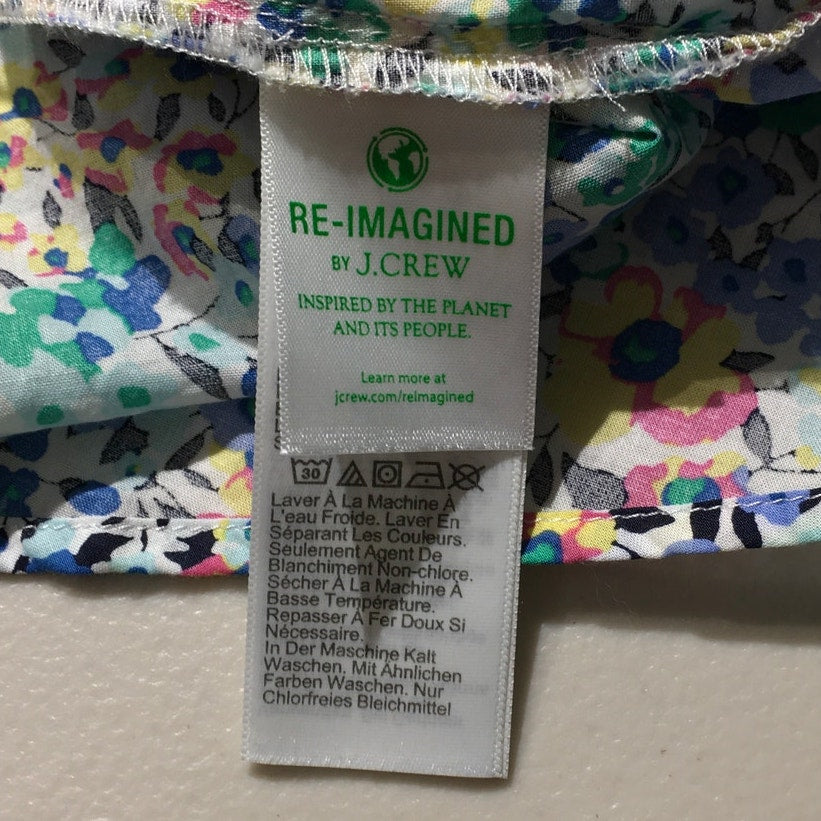 RE-IMAGINED
BY J.CREW
INSPIRED BY THE PLANET
AND ITS PEOPLE.
Learn more at
jcrew.com/reimagined
30
Laver À La Machine À
L'eau Froide. Laver En
Séparant Les Couleurs.
Seulement Agent De
Blanchiment Non-chlore.
Sécher À La Machine À
Basse Température.
Repasser À Fer Doux Si
Nécessaire.
In Der Maschine Kalt
Waschen. Mit Ähnlichen
Farben Waschen. Nur
Chlorfreies Bleichmittel